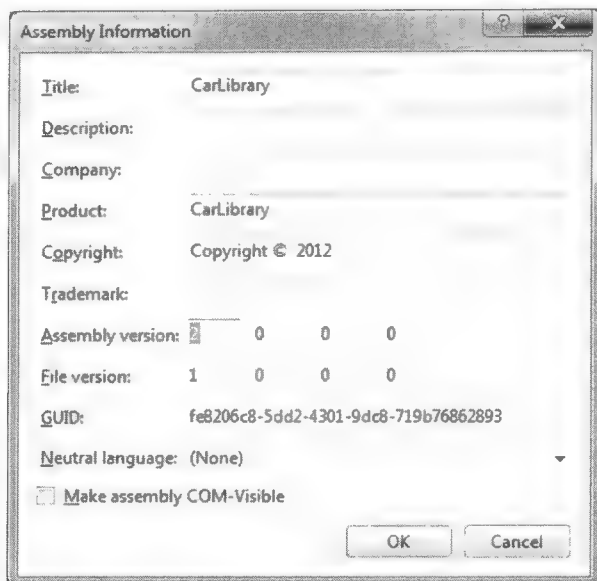 Assembly Information
Title: CarLibrary
Description:
Company:
Product: CarLibrary
Copyright: Copyright © 2012
Trademark:
Assembly version: 2 0 0 0
File version: 1 0 0 0
GUID: fe8206c8-5dd2-4301-9dc8-719b76862893
Neutral language: (None)
Make assembly COM-Visible
OK Cancel